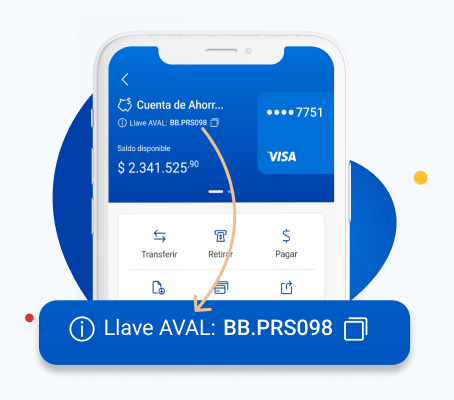 Cuenta de Ahorr...
Llave AVAL: BB.PRS098
•••• 7751
Saldo disponible
$ 2.341.525.90
VISA
Transferir
Retirar
Pagar
Llave AVAL: BB.PRS098